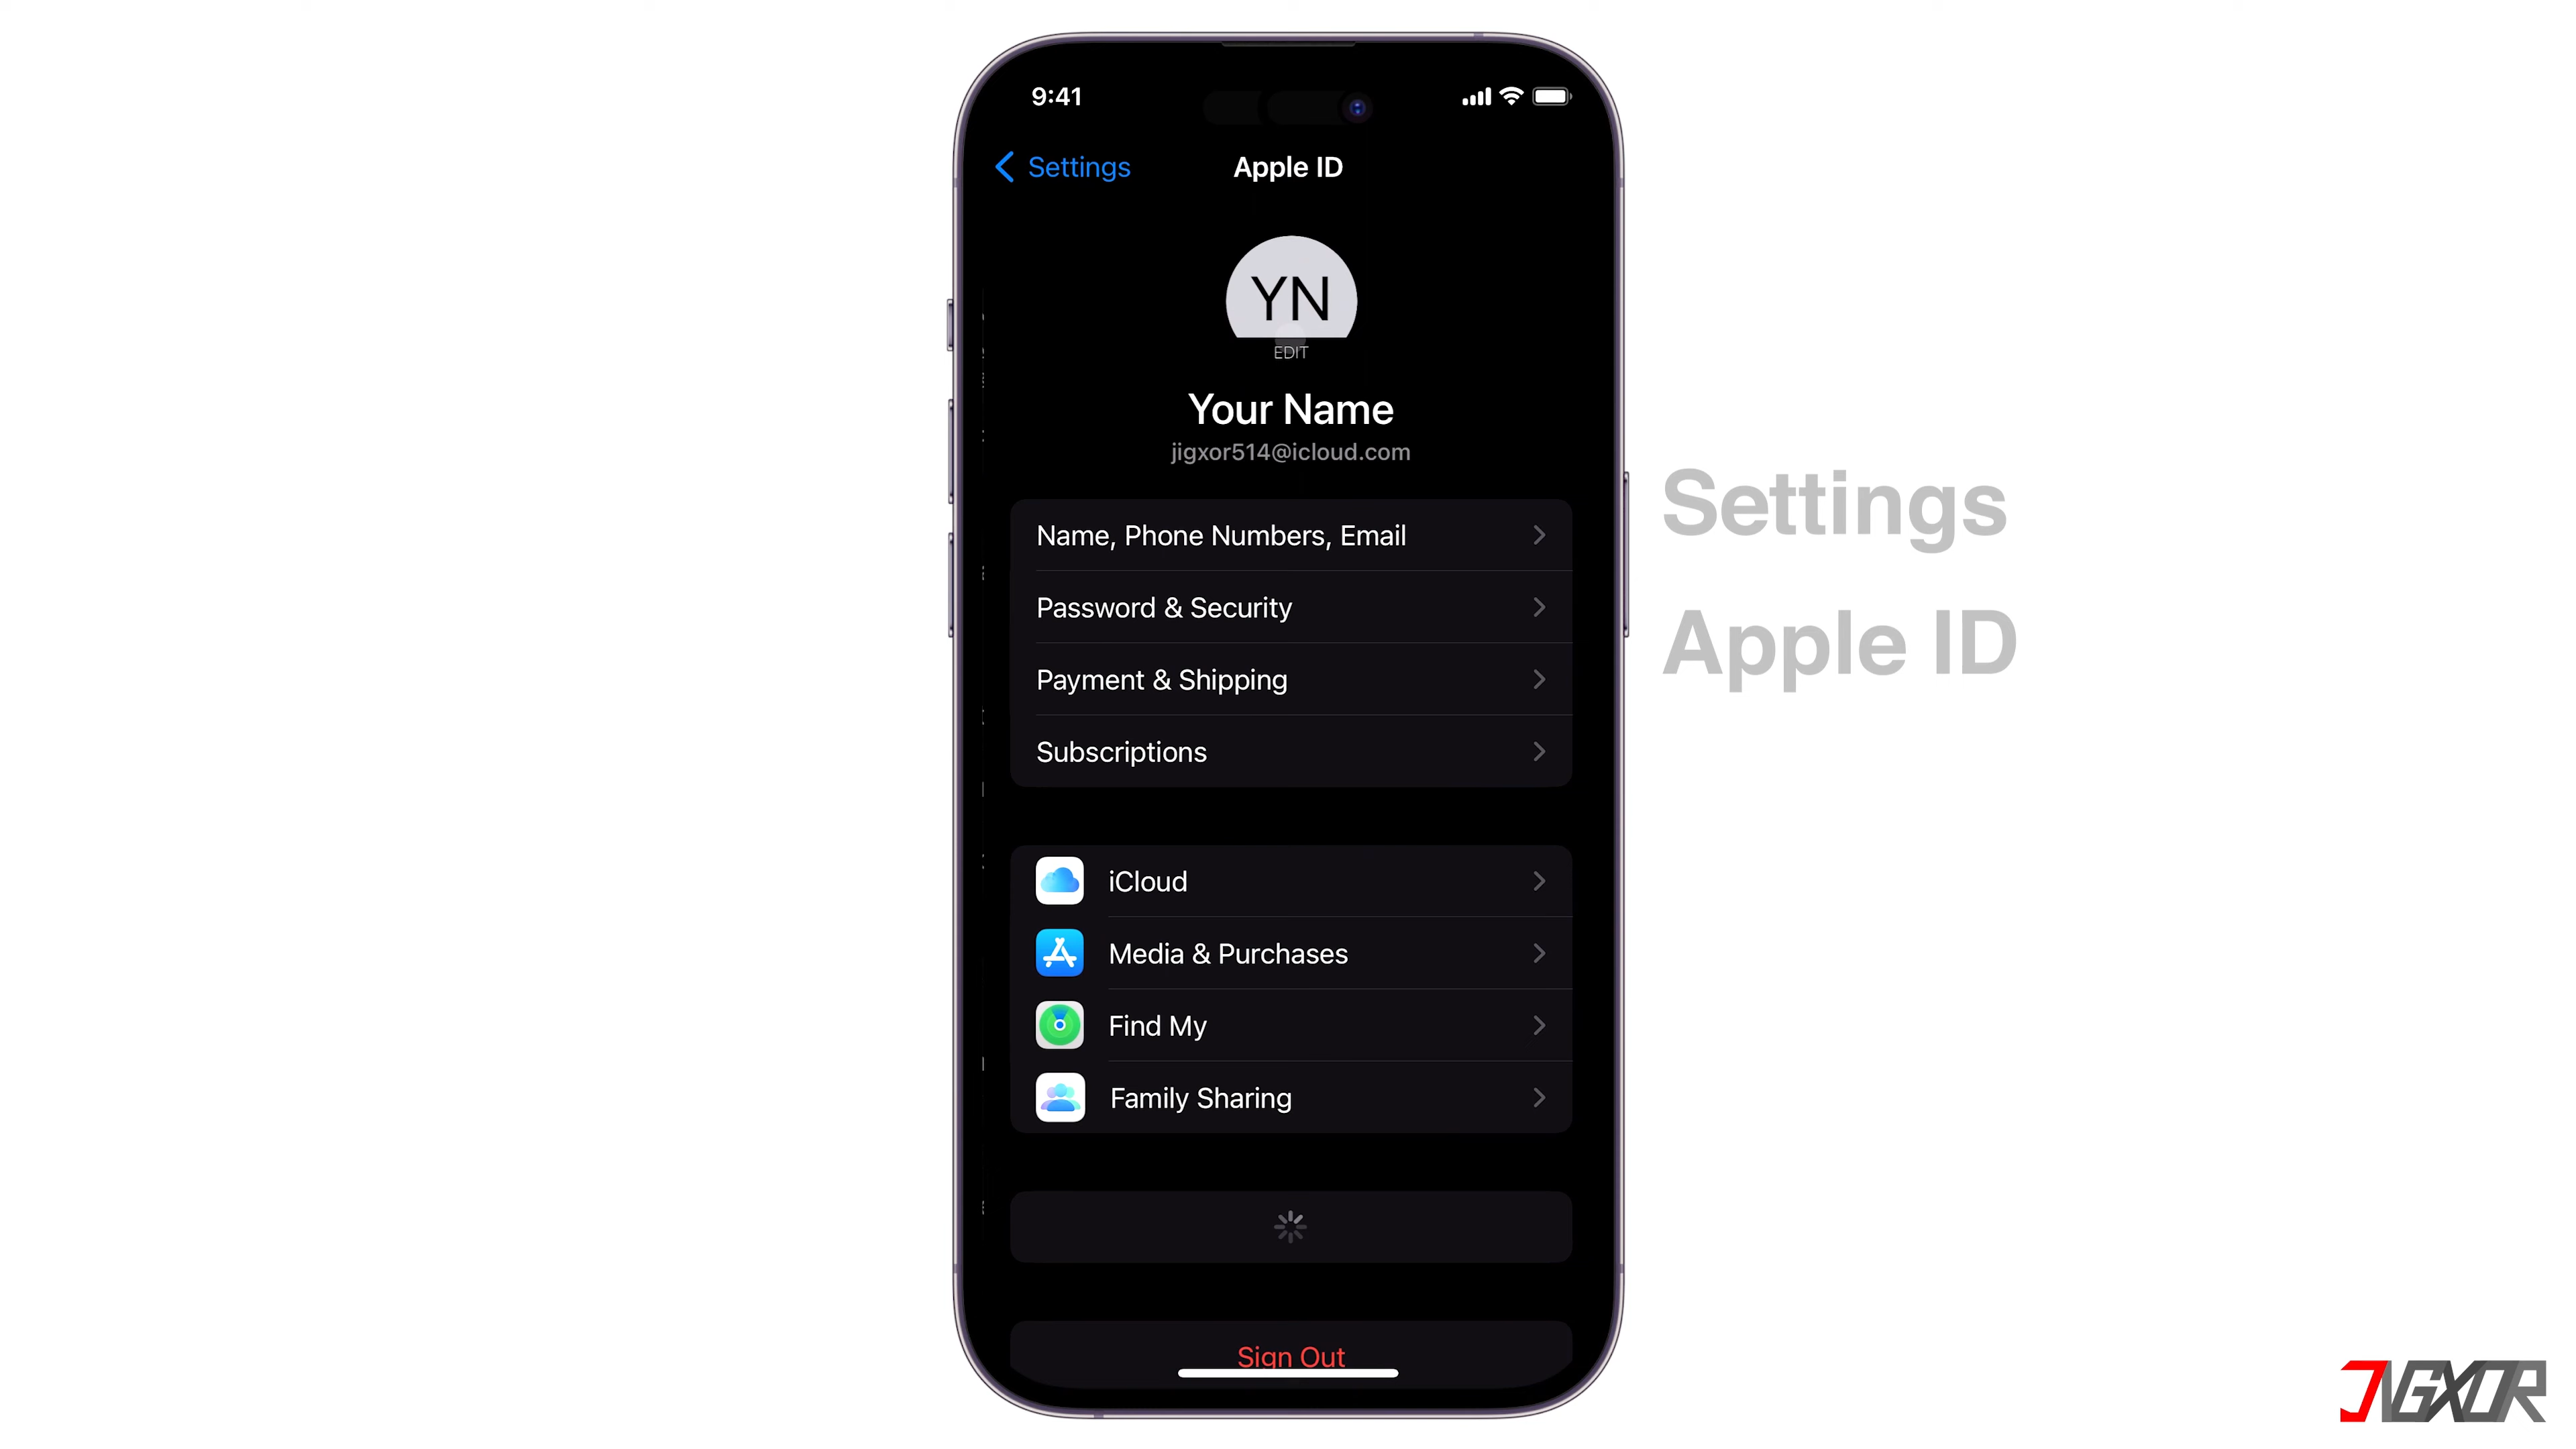 9:41
Settings
Apple ID
YN
EDIT
Your Name
jigxor514@icloud.com
Name, Phone Numbers, Email
Password & Security
Payment & Shipping
Subscriptions
iCloud
Media & Purchases
Find My
Family Sharing
Sign Out
Settings
Apple ID
JIGXOR